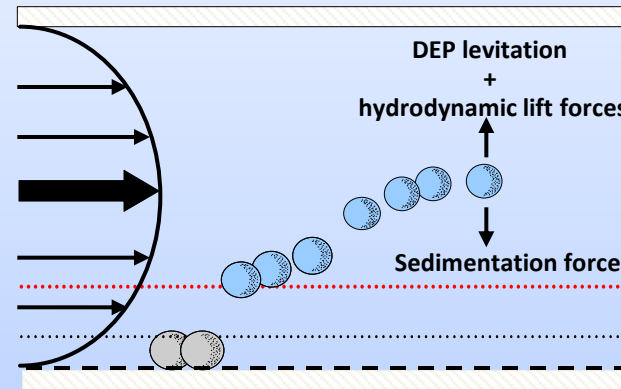 DEP levitation
+
hydrodynamic lift forces
Sedimentation force